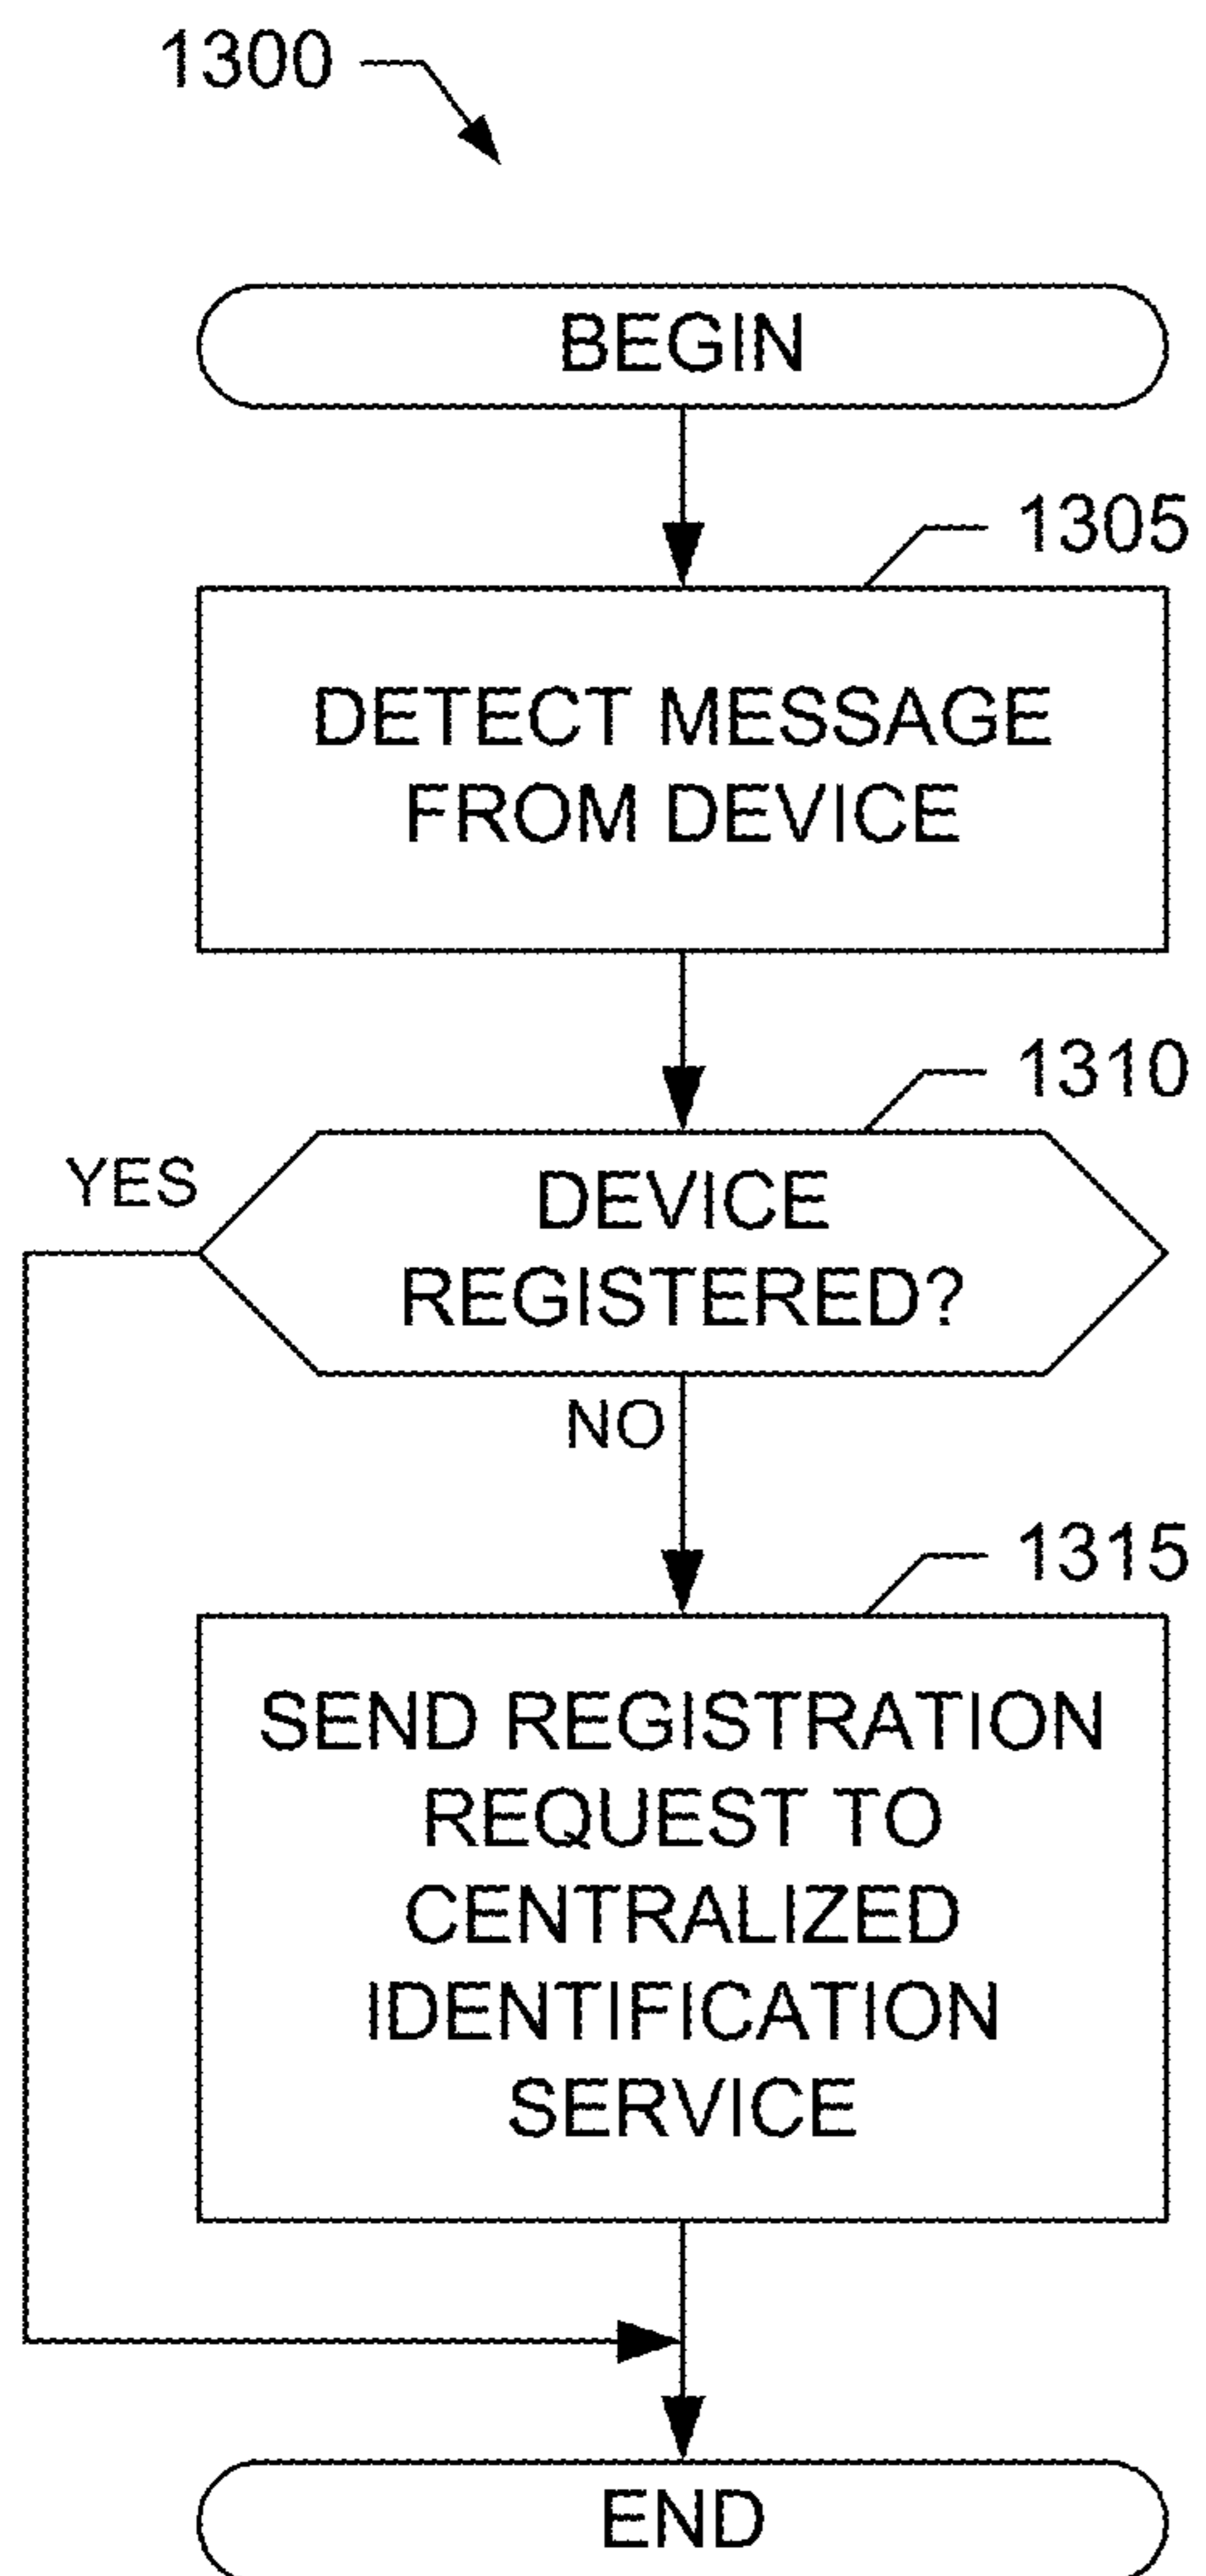 1300
BEGIN
1305
DETECT MESSAGE
FROM DEVICE
1310
YES
DEVICE
REGISTERED?
NO
1315
SEND REGISTRATION
REQUEST TO
CENTRALIZED
IDENTIFICATION
SERVICE
END